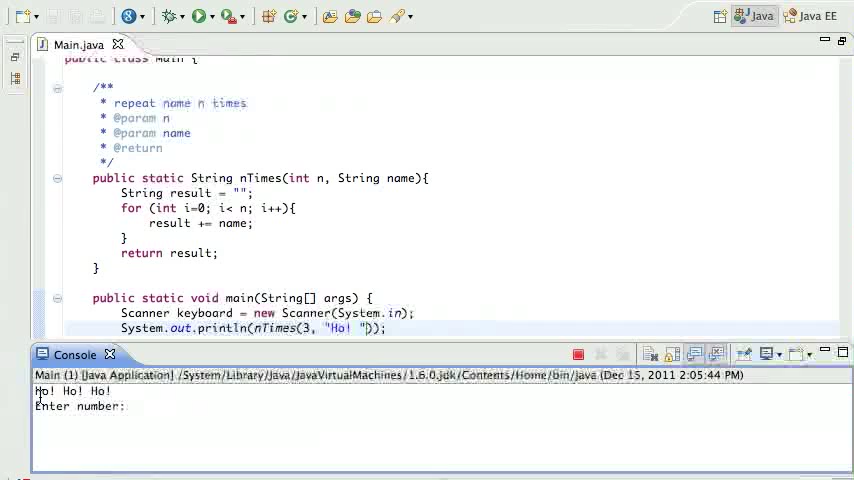 Java
Java EE
Main.java
public class Main {
/**
* repeat name n times
* @param n
* @param name
* @return
*/
public static String nTimes(int n, String name){
String result = "";
for (int i=0; i< n; i++){
result += name;
}
return result;
}
public static void main(String[] args) {
Scanner keyboard = new Scanner(System.in);
System.out.println(nTimes(3, "Ho! "));
Console
Main (1) [Java Application] /System/Library/Java/JavaVirtualMachines/1.6.0.jdk/Contents/Home/bin/java (Dec 15, 2011 2:05:44 PM)
Ho! Ho! Ho!
Enter number: